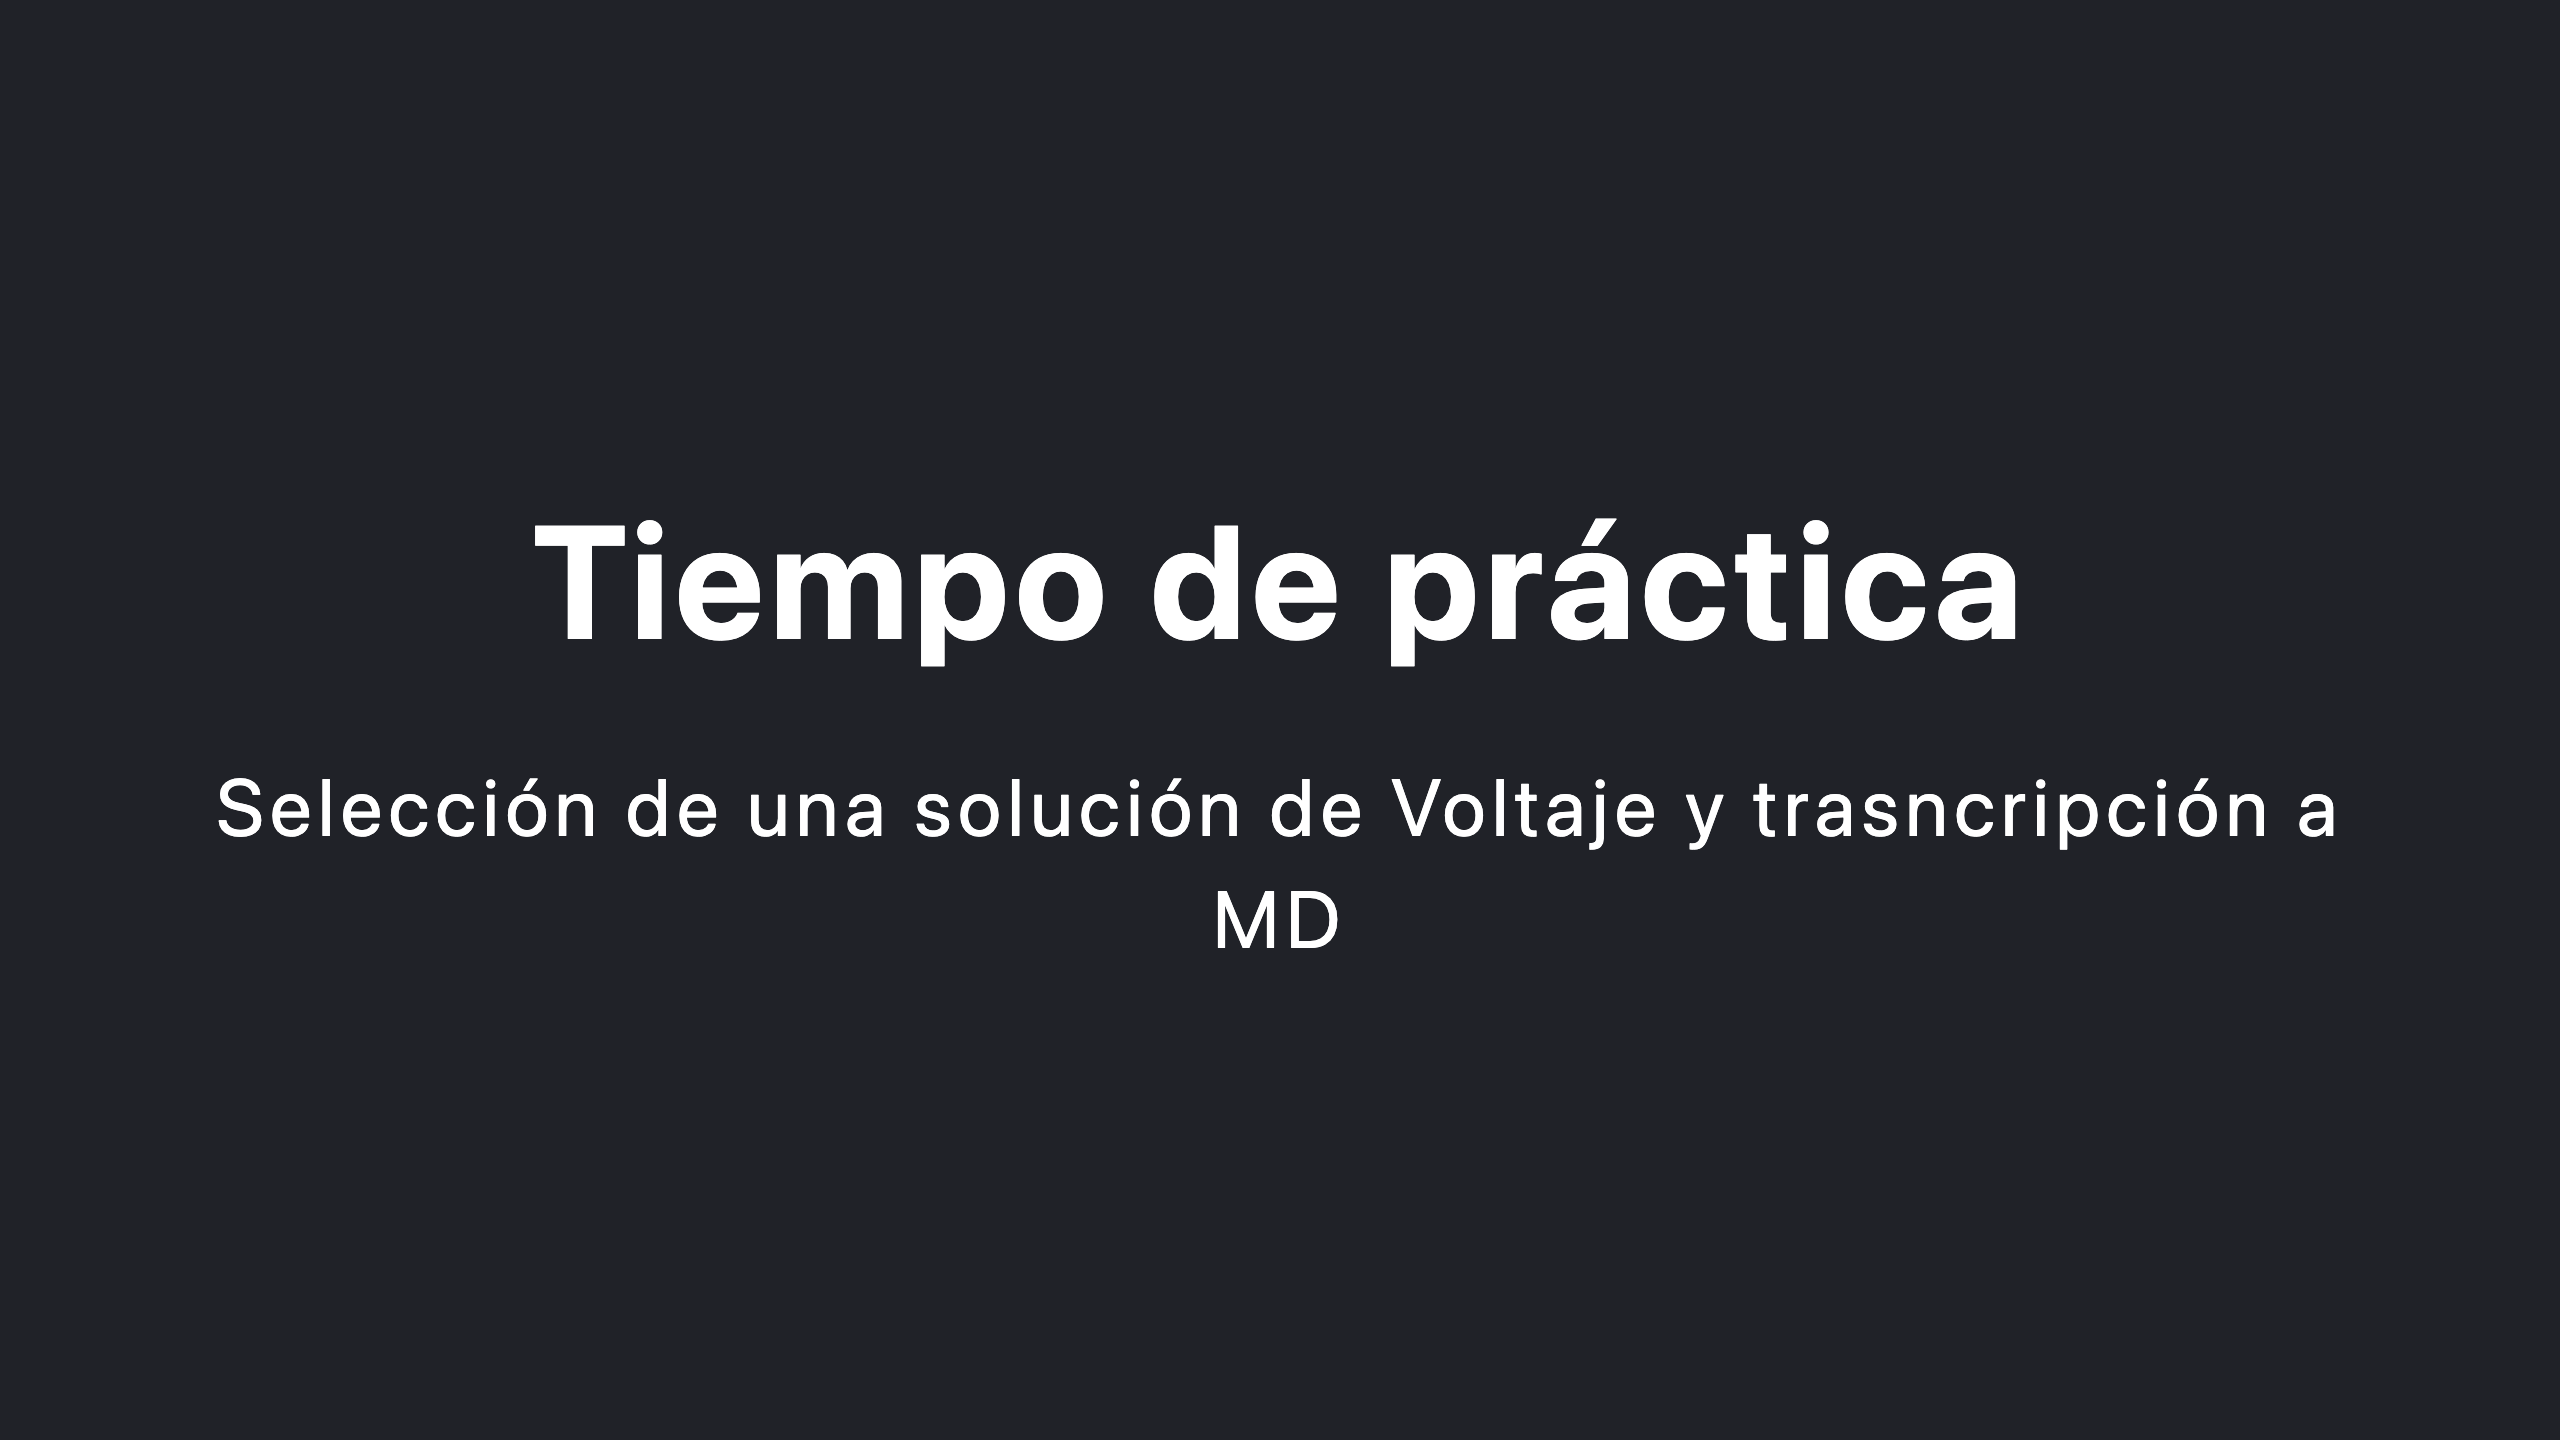 Tiempo de práctica
Selección de una solución de Voltaje y trasncripción a
MD